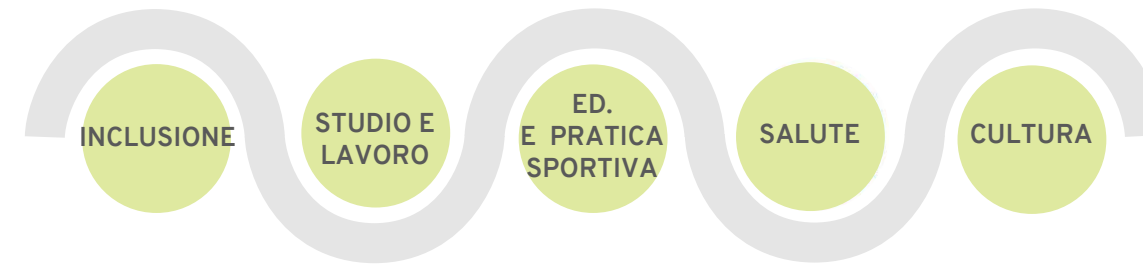 INCLUSIONE
STUDIO E
LAVORO
ED.
E PRATICA
SPORTIVA
SALUTE
CULTURA